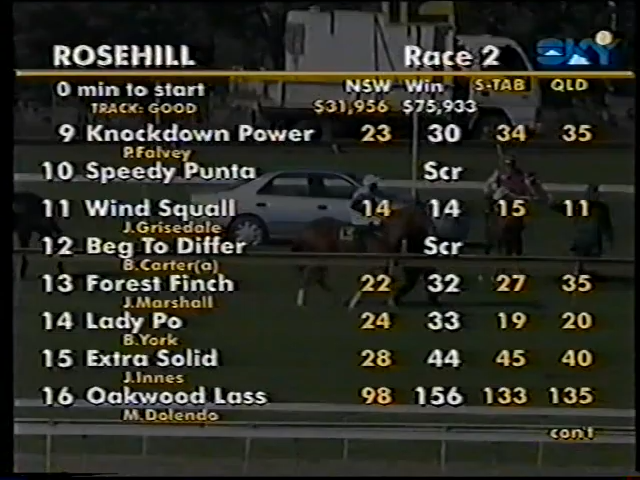 ROSEHILL Race 2 SKY
0 min to start NSW Win S-TAB QLD
TRACK: GOOD $31,956 $75,933
9 Knockdown Power 23 30 34 35
P.Falvey
10 Speedy Punta Scr
11 Wind Squall 14 14 15 11
J.Grisedale
12 Beg To Differ Scr
B.Carter(a)
13 Forest Finch 22 32 27 35
J.Marshall
14 Lady Po 24 33 19 20
B.York
15 Extra Solid 28 44 45 40
J.Innes
16 Oakwood Lass 98 156 133 135
M.Dolendo
con't